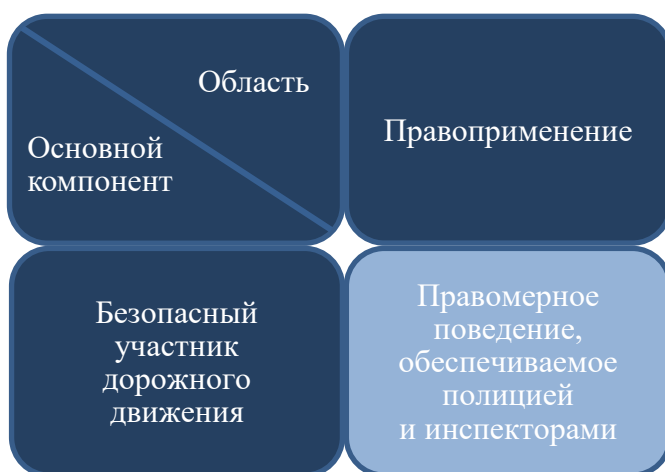 Область
Основной
компонент
Правоприменение
Безопасный
участник
дорожного
движения
Правомерное
поведение,
обеспечиваемое
полицией
и инспекторами